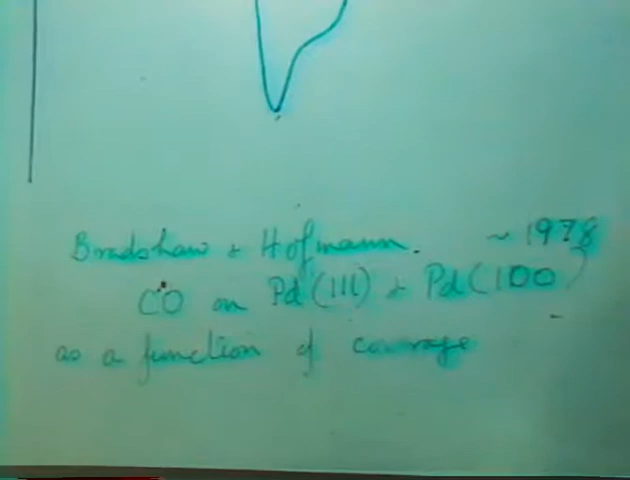 Bradshaw + Hofmann. ~ 1978
CO on Pd(111) + Pd(100)
as a function of coverage